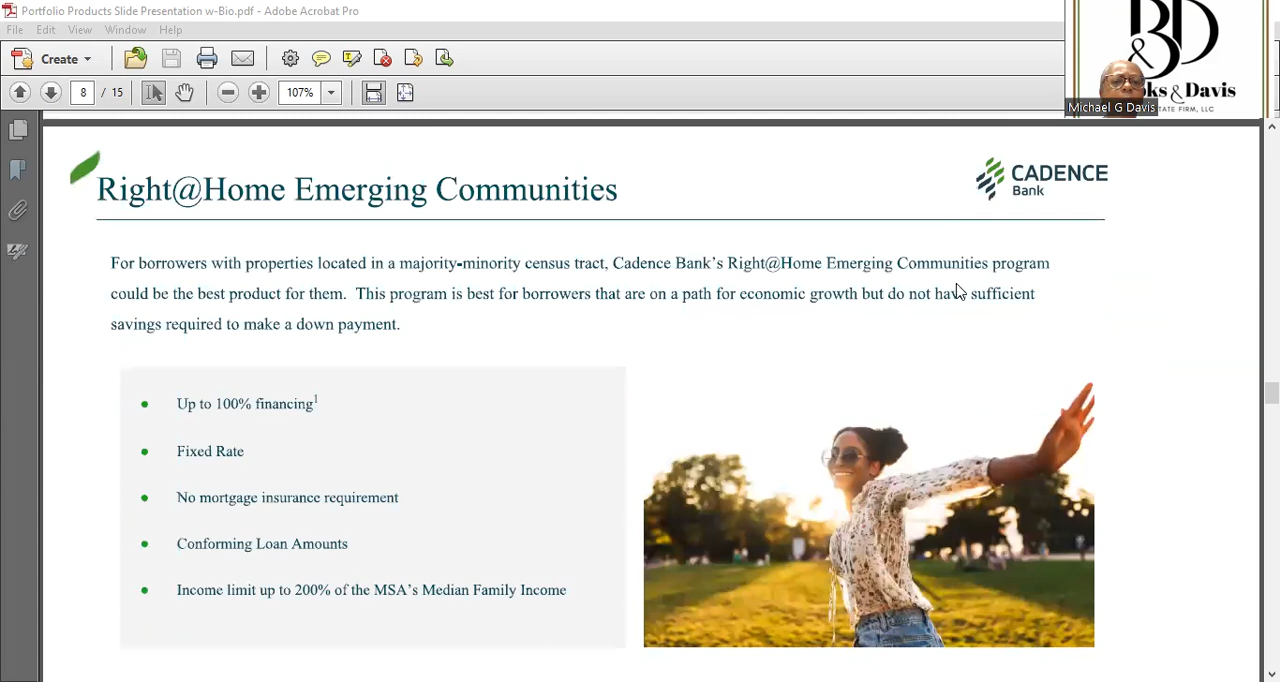 Portfolio Products Slide Presentation w-Bio.pdf - Adobe Acrobat Pro
File Edit View Window Help
Create
8 / 15
107%
B&D
ks & Davis
STATE FIRM, LLC
Michael G Davis
Right@Home Emerging Communities
CADENCE
Bank
For borrowers with properties located in a majority-minority census tract, Cadence Bank's Right@Home Emerging Communities program
could be the best product for them. This program is best for borrowers that are on a path for economic growth but do not have sufficient
savings required to make a down payment.
• Up to 100% financing1
• Fixed Rate
• No mortgage insurance requirement
• Conforming Loan Amounts
• Income limit up to 200% of the MSA's Median Family Income